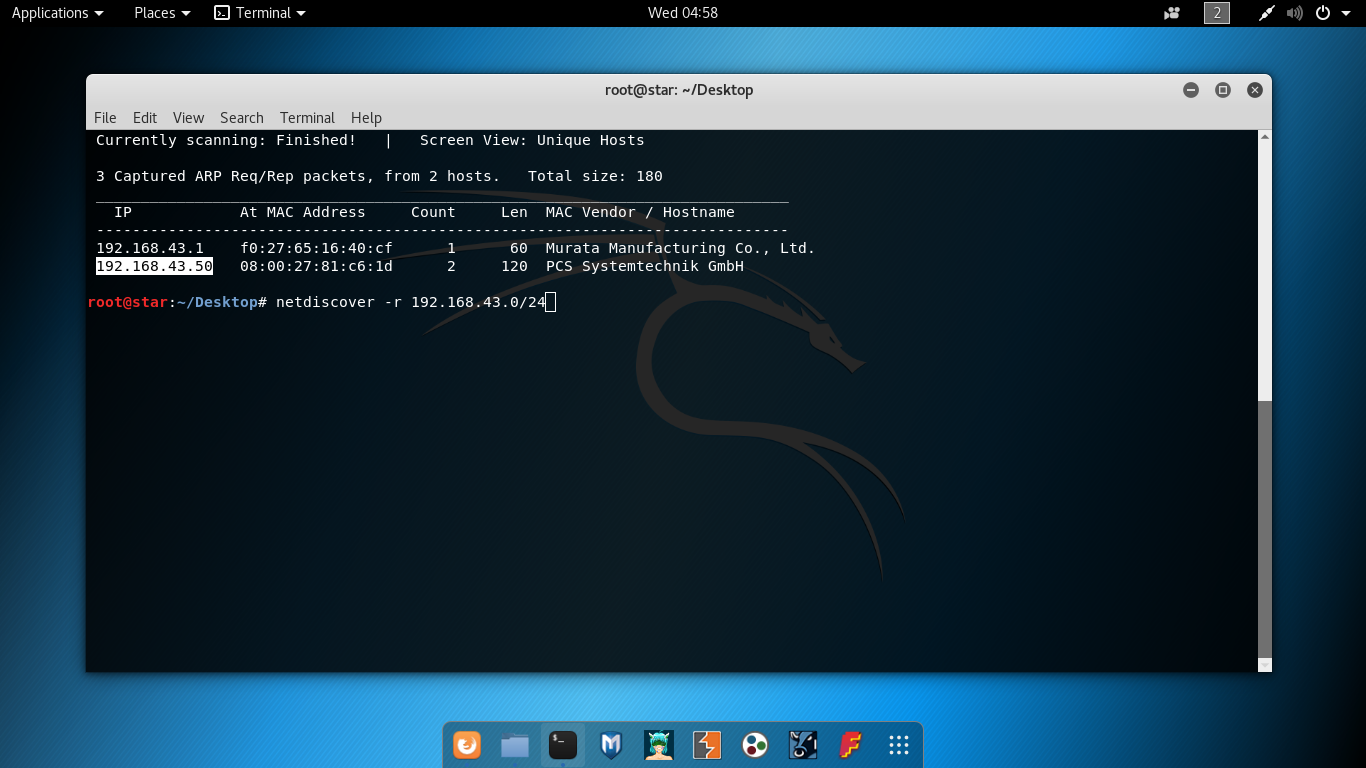 Applications Places Terminal Wed 04:58 2
root@star: ~/Desktop
File Edit View Search Terminal Help
Currently scanning: Finished!   |   Screen View: Unique Hosts
3 Captured ARP Req/Rep packets, from 2 hosts.   Total size: 180
_____________________________________________________________________________
IP            At MAC Address     Count     Len  MAC Vendor / Hostname
-----------------------------------------------------------------------------
192.168.43.1    f0:27:65:16:40:cf      1      60  Murata Manufacturing Co., Ltd.
192.168.43.50   08:00:27:81:c6:1d      2     120  PCS Systemtechnik GmbH
root@star:~/Desktop# netdiscover -r 192.168.43.0/24